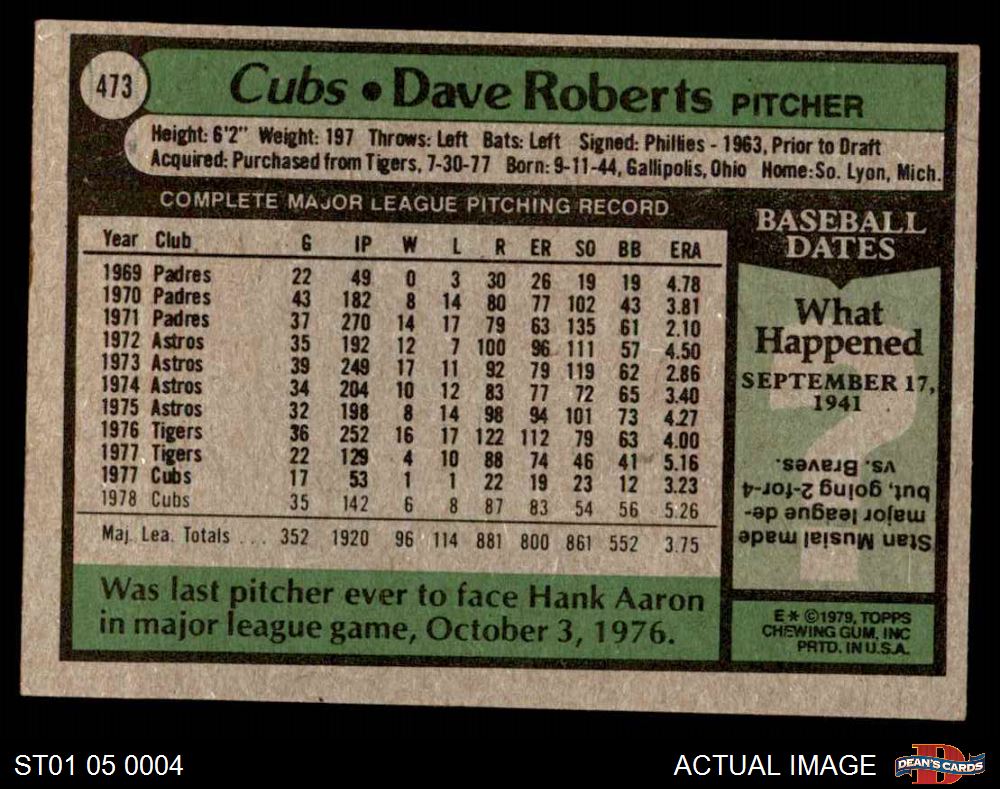 473
Cubs • Dave Roberts PITCHER
Height: 6'2" Weight: 197 Throws: Left Bats: Left Signed: Phillies - 1963, Prior to Draft
Acquired: Purchased from Tigers, 7-30-77 Born: 9-11-44, Gallipolis, Ohio Home: So. Lyon, Mich.
COMPLETE MAJOR LEAGUE PITCHING RECORD
Year Club G IP W L R ER SO BB ERA
1969 Padres 22 49 0 3 30 26 19 19 4.78
1970 Padres 43 182 8 14 80 77 102 43 3.81
1971 Padres 37 270 14 17 79 63 135 61 2.10
1972 Astros 35 192 12 7 100 96 111 57 4.50
1973 Astros 39 249 17 11 92 79 119 62 2.86
1974 Astros 34 204 10 12 83 77 72 65 3.40
1975 Astros 32 198 8 14 98 94 101 73 4.27
1976 Tigers 36 252 16 17 122 112 79 63 4.00
1977 Tigers 22 129 4 10 88 74 46 41 5.16
1977 Cubs 17 53 1 1 22 19 23 12 3.23
1978 Cubs 35 142 6 8 87 83 54 56 5.26
Maj. Lea. Totals ... 352 1920 96 114 881 800 861 552 3.75
Was last pitcher ever to face Hank Aaron
in major league game, October 3, 1976.
BASEBALL
DATES
What
Happened
SEPTEMBER 17,
1941
?
Stan Musial made
major league de-
but, going 2-for-4
vs. Braves.
E * © 1979, TOPPS
CHEWING GUM, INC
PRTD. IN U.S.A.
ST01 05 0004
ACTUAL IMAGE
D
DEAN'S CARDS